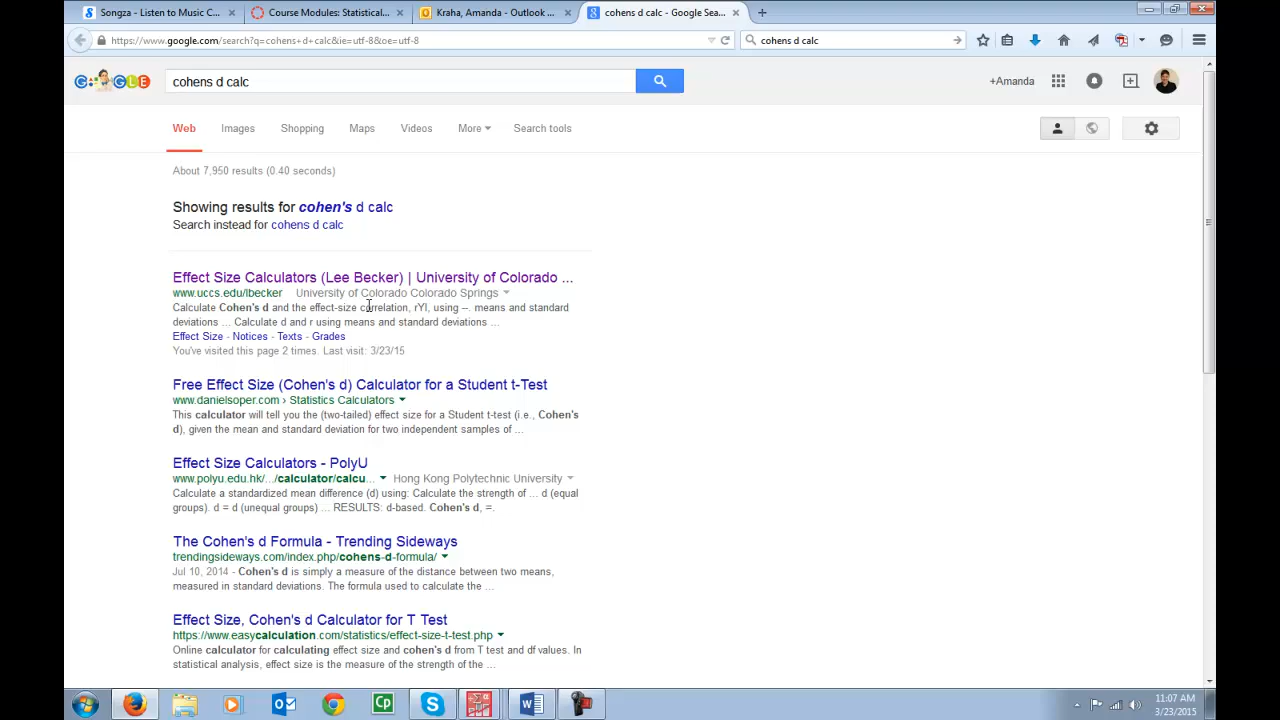 Songza - Listen to Music C...
Course Modules: Statistical...
Kraha, Amanda - Outlook ...
cohens d calc - Google Sea...
https://www.google.com/search?q=cohens+d+calc&ie=utf-8&oe=utf-8
cohens d calc
GOOGLE
cohens d calc
+Amanda
Web
Images
Shopping
Maps
Videos
More
Search tools
About 7,950 results (0.40 seconds)
Showing results for cohen's d calc
Search instead for cohens d calc
Effect Size Calculators (Lee Becker) | University of Colorado ...
www.uccs.edu/lbecker University of Colorado Colorado Springs
Calculate Cohen's d and the effect-size correlation, rYl, using --. means and standard
deviations ... Calculate d and r using means and standard deviations ...
Effect Size - Notices - Texts - Grades
You've visited this page 2 times. Last visit: 3/23/15
Free Effect Size (Cohen's d) Calculator for a Student t-Test
www.danielsoper.com › Statistics Calculators
This calculator will tell you the (two-tailed) effect size for a Student t-test (i.e., Cohen's
d), given the mean and standard deviation for two independent samples of ...
Effect Size Calculators - PolyU
www.polyu.edu.hk/.../calculator/calcu... Hong Kong Polytechnic University
Calculate a standardized mean difference (d) using: Calculate the strength of ... d (equal
groups). d = d (unequal groups) ... RESULTS: d-based. Cohen's d, =.
The Cohen's d Formula - Trending Sideways
trendingsideways.com/index.php/cohens-d-formula/
Jul 10, 2014 - Cohen's d is simply a measure of the distance between two means,
measured in standard deviations. The formula used to calculate the ...
Effect Size, Cohen's d Calculator for T Test
https://www.easycalculation.com/statistics/effect-size-t-test.php
Online calculator for calculating effect size and cohen's d from T test and df values. In
statistical analysis, effect size is the measure of the strength of the ...
Cp
11:07 AM
3/23/2015